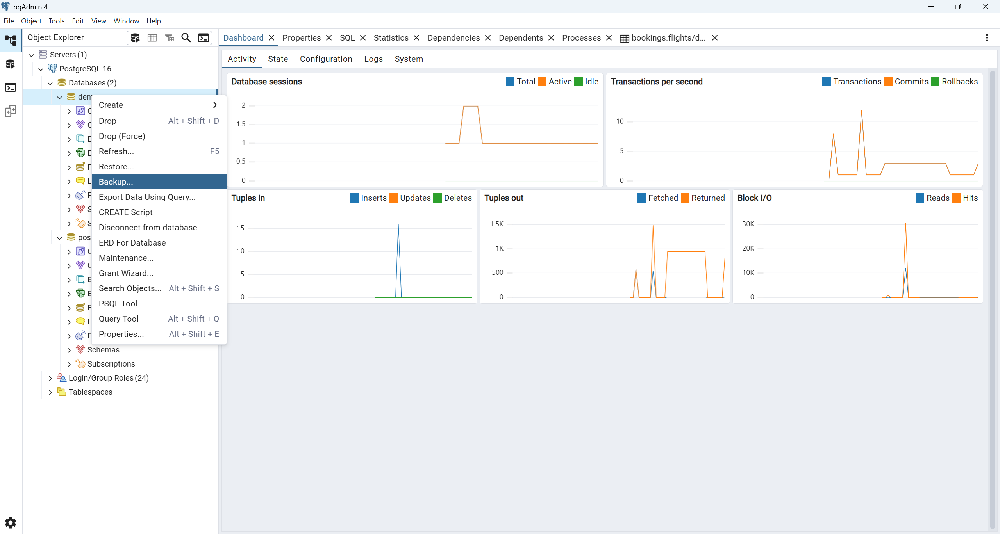 pgAdmin 4
File Object Tools Edit View Window Help
Object Explorer
Dashboard Properties SQL Statistics Dependencies Dependents Processes bookings.flights/d...
Servers (1)
PostgreSQL 16
Databases (2)
dem
C
C
E
E
F
L
P
S
S
pos
C
C
E
E
F
L
P
Schemas
Subscriptions
Login/Group Roles (24)
Tablespaces
Create
Drop Alt + Shift + D
Drop (Force)
Refresh... F5
Restore...
Backup...
Export Data Using Query...
CREATE Script
Disconnect from database
ERD For Database
Maintenance...
Grant Wizard...
Search Objects... Alt + Shift + S
PSQL Tool
Query Tool Alt + Shift + Q
Properties... Alt + Shift + E
Activity State Configuration Logs System
Database sessions Total Active Idle
2
1.5
1
0.5
0
Transactions per second Transactions Commits Rollbacks
10
5
0
Tuples in Inserts Updates Deletes
15
10
5
0
Tuples out Fetched Returned
1.5K
1K
500
0
Block I/O Reads Hits
30K
20K
10K
0